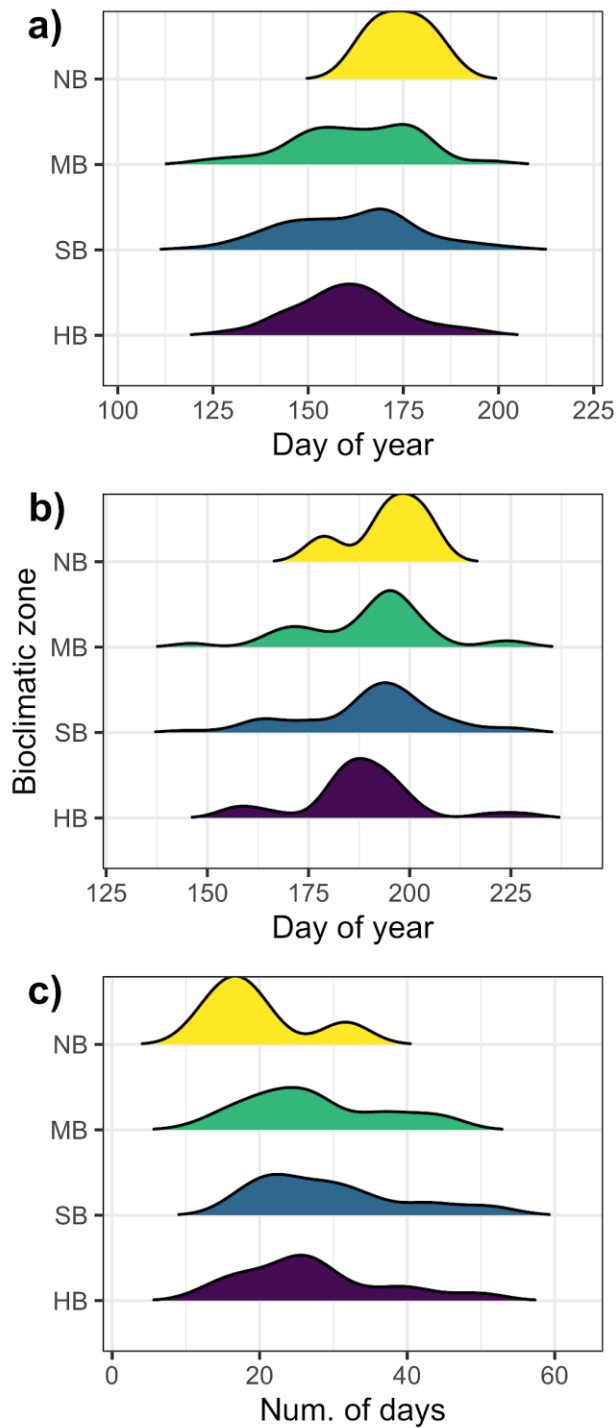 a)
NB
MB
SB
HB
100 125 150 175 200 225
Day of year
b)
Bioclimatic zone
NB
MB
SB
HB
125 150 175 200 225
Day of year
c)
NB
MB
SB
HB
0 20 40 60
Num. of days